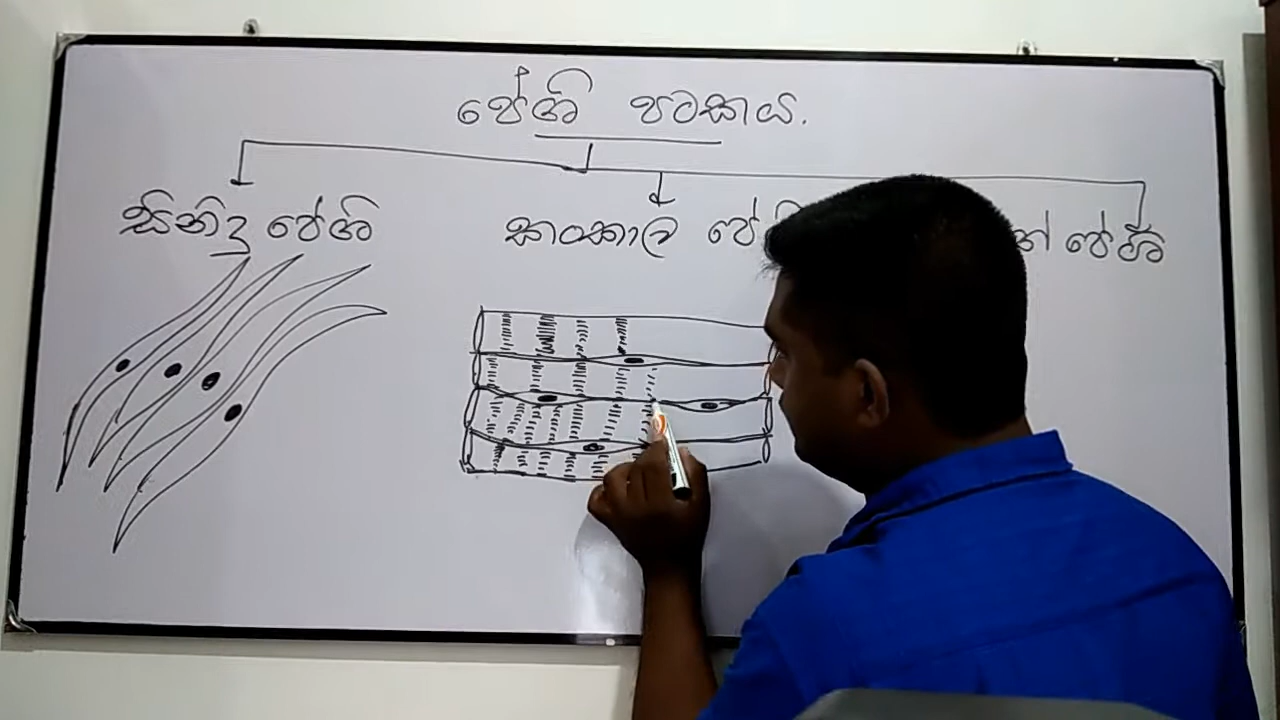 පේශි පටකය.
සිනිදු පේශි
කංකාල
පේශි